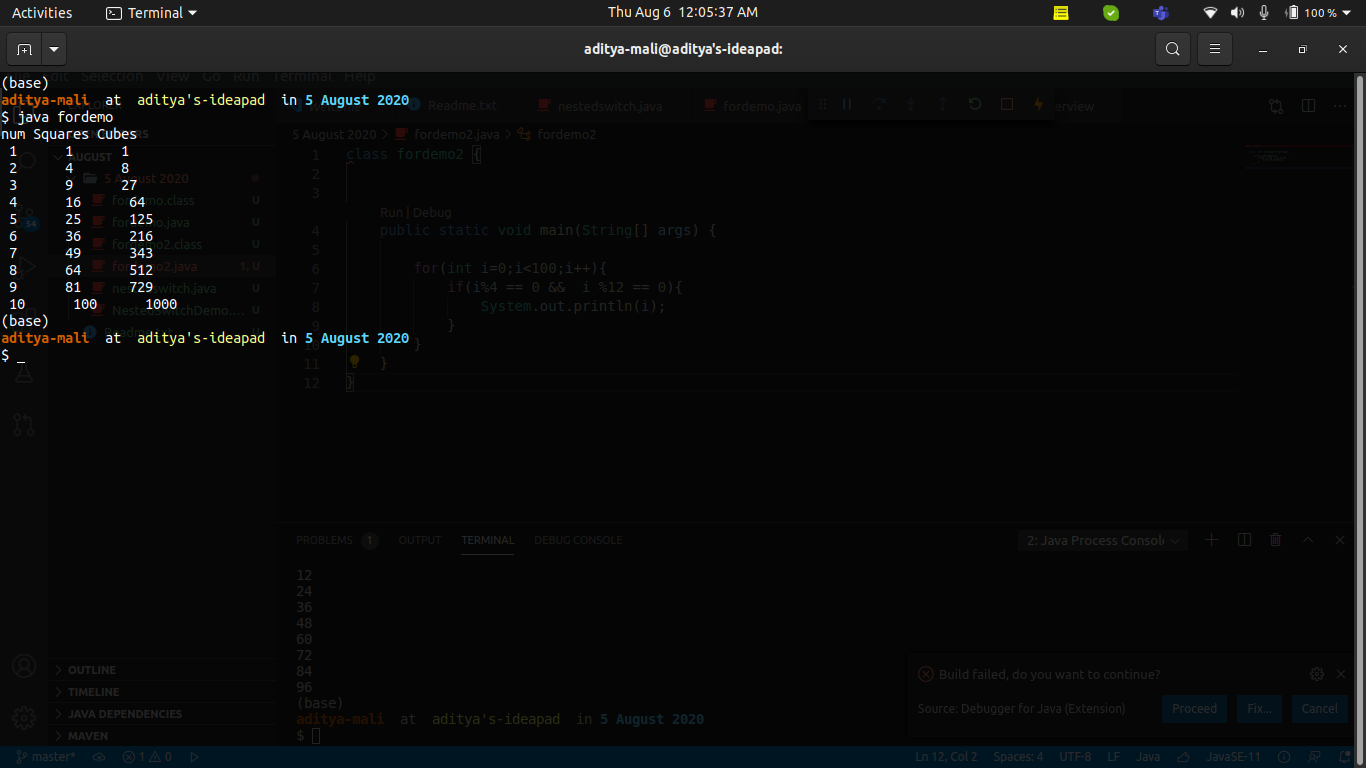 Activities Terminal Thu Aug 6 12:05:37 AM 100 %
aditya-mali@aditya's-ideapad:
Edit Selection View Go Run Terminal Help
(base)
aditya-mali at aditya's-ideapad in 5 August 2020
$ java fordemo
num Squares Cubes
1 1 1
2 4 8
3 9 27
4 16 64
5 25 125
6 36 216
7 49 343
8 64 512
9 81 729
10 100 1000
(base)
aditya-mali at aditya's-ideapad in 5 August 2020
$ _
AUGUST
5 August 2020
fordemo.class U
fordemo.java U
fordemo2.class U
fordemo2.java 1, U
nestedswitch.java U
NestedSwitchDemo.... U
Readme.txt U
54
OUTLINE
TIMELINE
JAVA DEPENDENCIES
MAVEN
Readme.txt nestedswitch.java fordemo.java
5 August 2020 > fordemo2.java > fordemo2
1 class fordemo2 {
2
3
Run | Debug
4 public static void main(String[] args) {
5
6 for(int i=0;i<100;i++){
7 if(i%4 == 0 && i %12 == 0){
8 System.out.println(i);
9 }
10 }
11 }
12 }
PROBLEMS 1 OUTPUT TERMINAL DEBUG CONSOLE 2: Java Process Consol
12
24
36
48
60
72
84
96
(base)
aditya-mali at aditya's-ideapad in 5 August 2020
$
Build failed, do you want to continue?
Source: Debugger for Java (Extension) Proceed Fix... Cancel
master* 1 0 Ln 12, Col 2 Spaces: 4 UTF-8 LF Java JavaSE-11